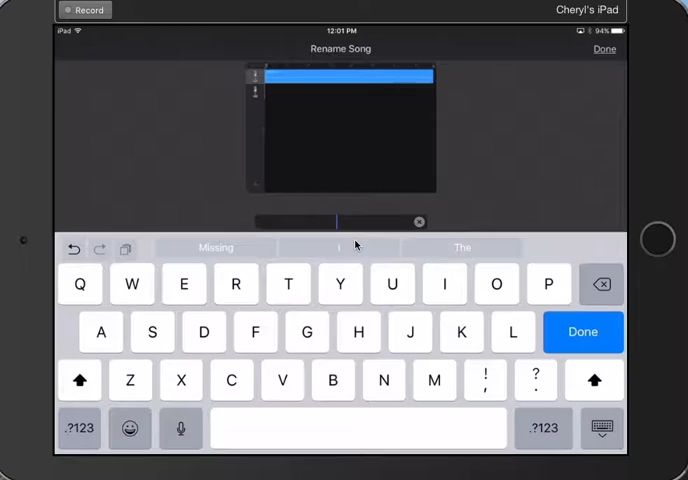 Record
Cheryl's iPad
iPad 12:01 PM 94%
Rename Song Done
Missing I The
Q W E R T Y U I O P
A S D F G H J K L Done
Z X C V B N M ! , ? .
.?123 .?123